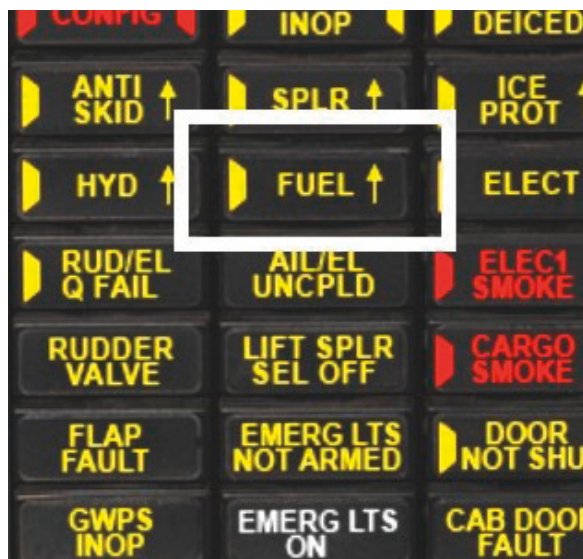 CONFIG
INOP
DEICED
ANTI
SKID ↑
SPLR ↑
ICE
PROT
HYD ↑
FUEL ↑
ELECT
RUD/EL
Q FAIL
AIL/EL
UNCPLD
ELEC1
SMOKE
RUDDER
VALVE
LIFT SPLR
SEL OFF
CARGO
SMOKE
FLAP
FAULT
EMERG LTS
NOT ARMED
DOOR
NOT SHU
GWPS
INOP
EMERG LTS
ON
CAB DOOR
FAULT